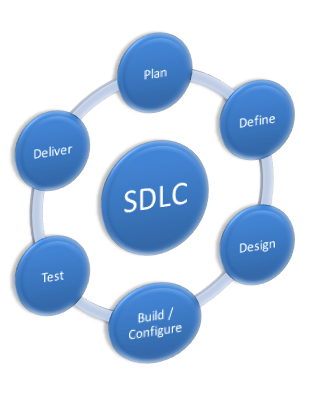 Plan
Define
Design
Build /
Configure
Test
Deliver
SDLC